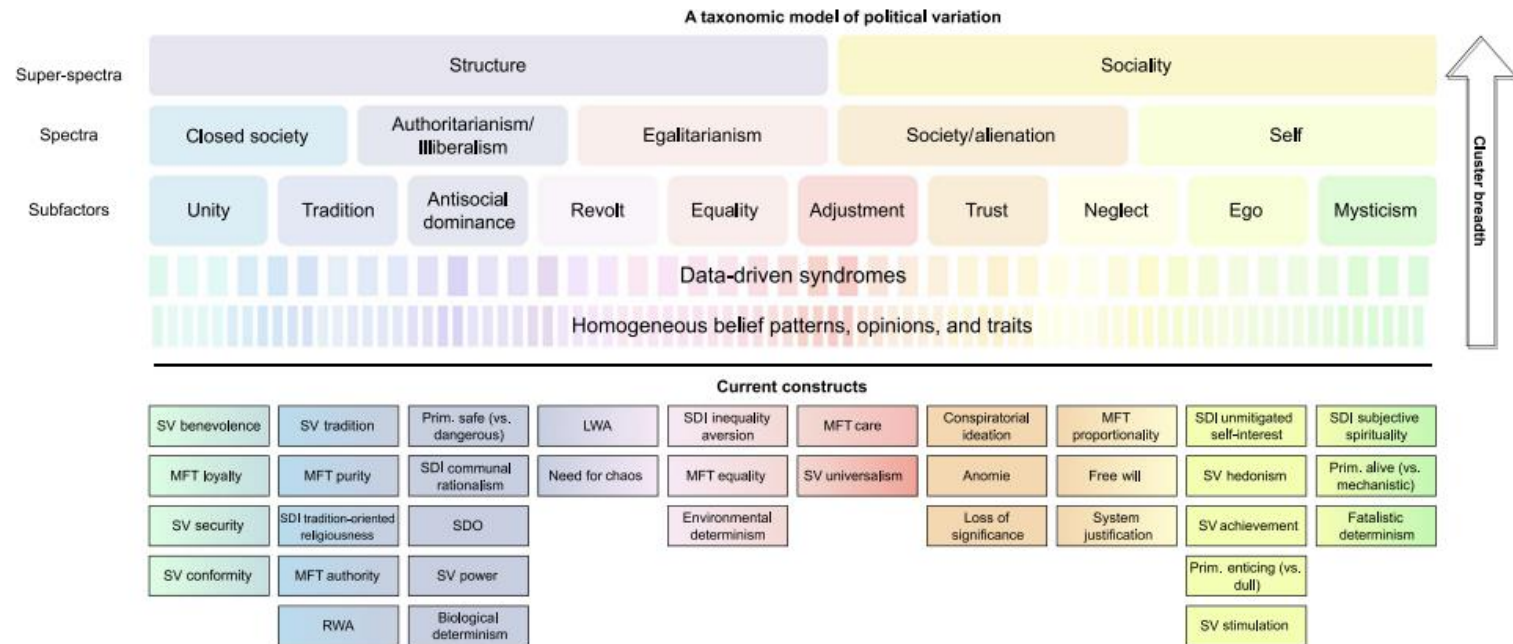 A taxonomic model of political variation
Super-spectra
Structure
Sociality
Spectra
Closed society
Authoritarianism/
Illiberalism
Egalitarianism
Society/alienation
Self
Subfactors
Unity
Tradition
Antisocial
dominance
Revolt
Equality
Adjustment
Trust
Neglect
Ego
Mysticism
Cluster breadth
Data-driven syndromes
Homogeneous belief patterns, opinions, and traits
Current constructs
SV benevolence
SV tradition
Prim. safe (vs.
dangerous)
LWA
SDI inequality
aversion
MFT care
Conspiratorial
ideation
MFT
proportionality
SDI unmitigated
self-interest
SDI subjective
spirituality
MFT loyalty
MFT purity
SDI communal
rationalism
Need for chaos
MFT equality
SV universalism
Anomie
Free will
SV hedonism
Prim. alive (vs.
mechanistic)
SV security
SDI tradition-oriented
religiousness
SDO
Environmental
determinism
Loss of
significance
System
justification
SV achievement
Fatalistic
determinism
SV conformity
MFT authority
SV power
Prim. enticing (vs.
dull)
RWA
Biological
determinism
SV stimulation